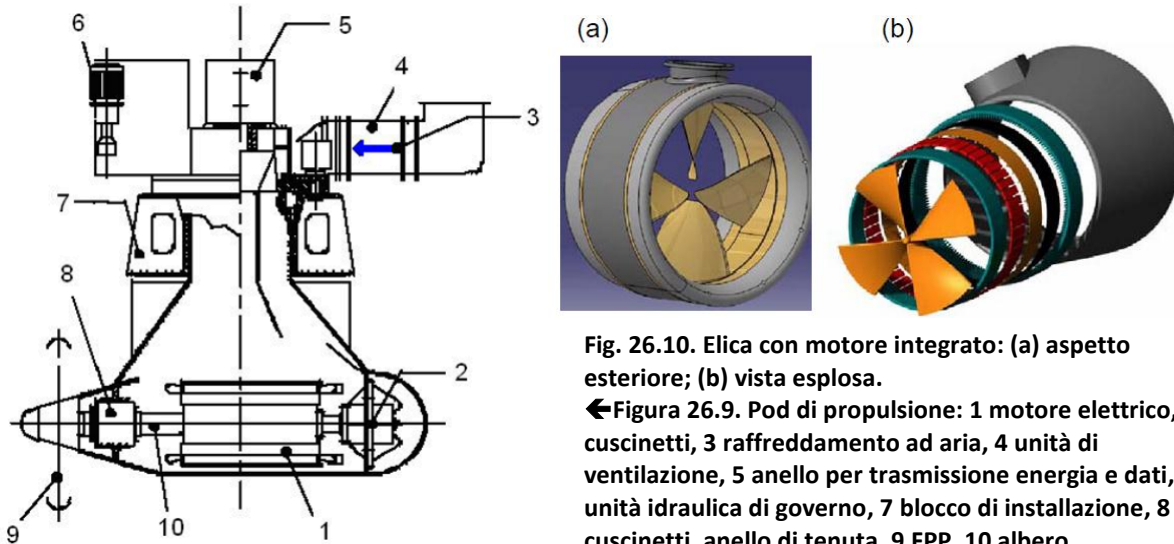 6
5
4
3
7
8
2
9
10
1
(a)
(b)
Fig. 26.10. Elica con motore integrato: (a) aspetto
esteriore; (b) vista esplosa.
←Figura 26.9. Pod di propulsione: 1 motore elettrico,
cuscinetti, 3 raffreddamento ad aria, 4 unità di
ventilazione, 5 anello per trasmissione energia e dati,
unità idraulica di governo, 7 blocco di installazione, 8
cuscinetti, anello di tenuta, 9 FPP, 10 albero